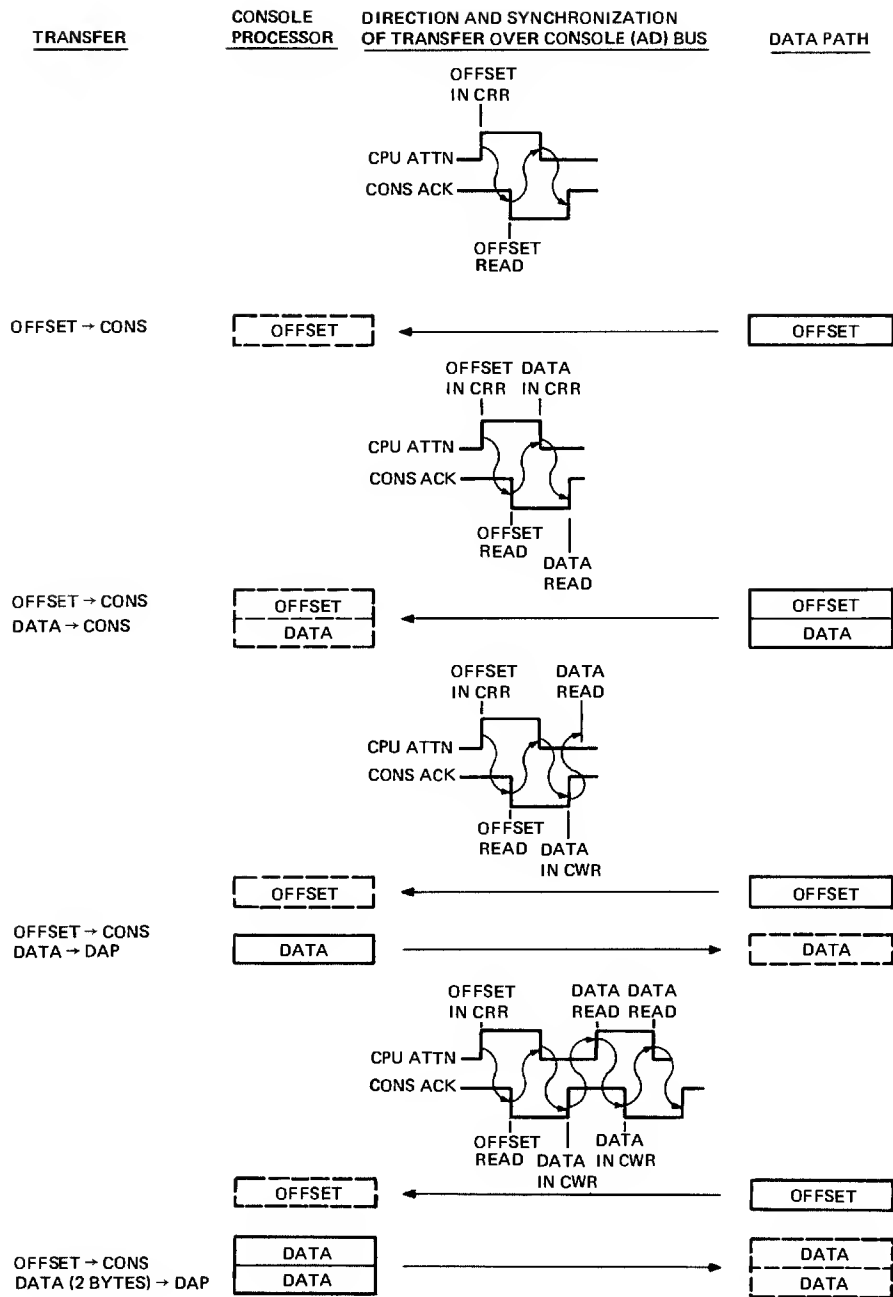 TRANSFER
CONSOLE
PROCESSOR
DIRECTION AND SYNCHRONIZATION
OF TRANSFER OVER CONSOLE (AD) BUS
DATA PATH
OFFSET
IN CRR
CPU ATTN
CONS ACK
OFFSET
READ
OFFSET → CONS
OFFSET
OFFSET
OFFSET DATA
IN CRR IN CRR
CPU ATTN
CONS ACK
OFFSET
READ
DATA
READ
OFFSET → CONS
DATA → CONS
OFFSET
DATA
OFFSET
DATA
OFFSET
IN CRR
DATA
READ
CPU ATTN
CONS ACK
OFFSET
READ
DATA
IN CWR
OFFSET
OFFSET
OFFSET → CONS
DATA → DAP
DATA
DATA
OFFSET
IN CRR
DATA DATA
READ READ
CPU ATTN
CONS ACK
OFFSET
READ
DATA
IN CWR
DATA
IN CWR
OFFSET
OFFSET
OFFSET → CONS
DATA (2 BYTES) → DAP
DATA
DATA
DATA
DATA